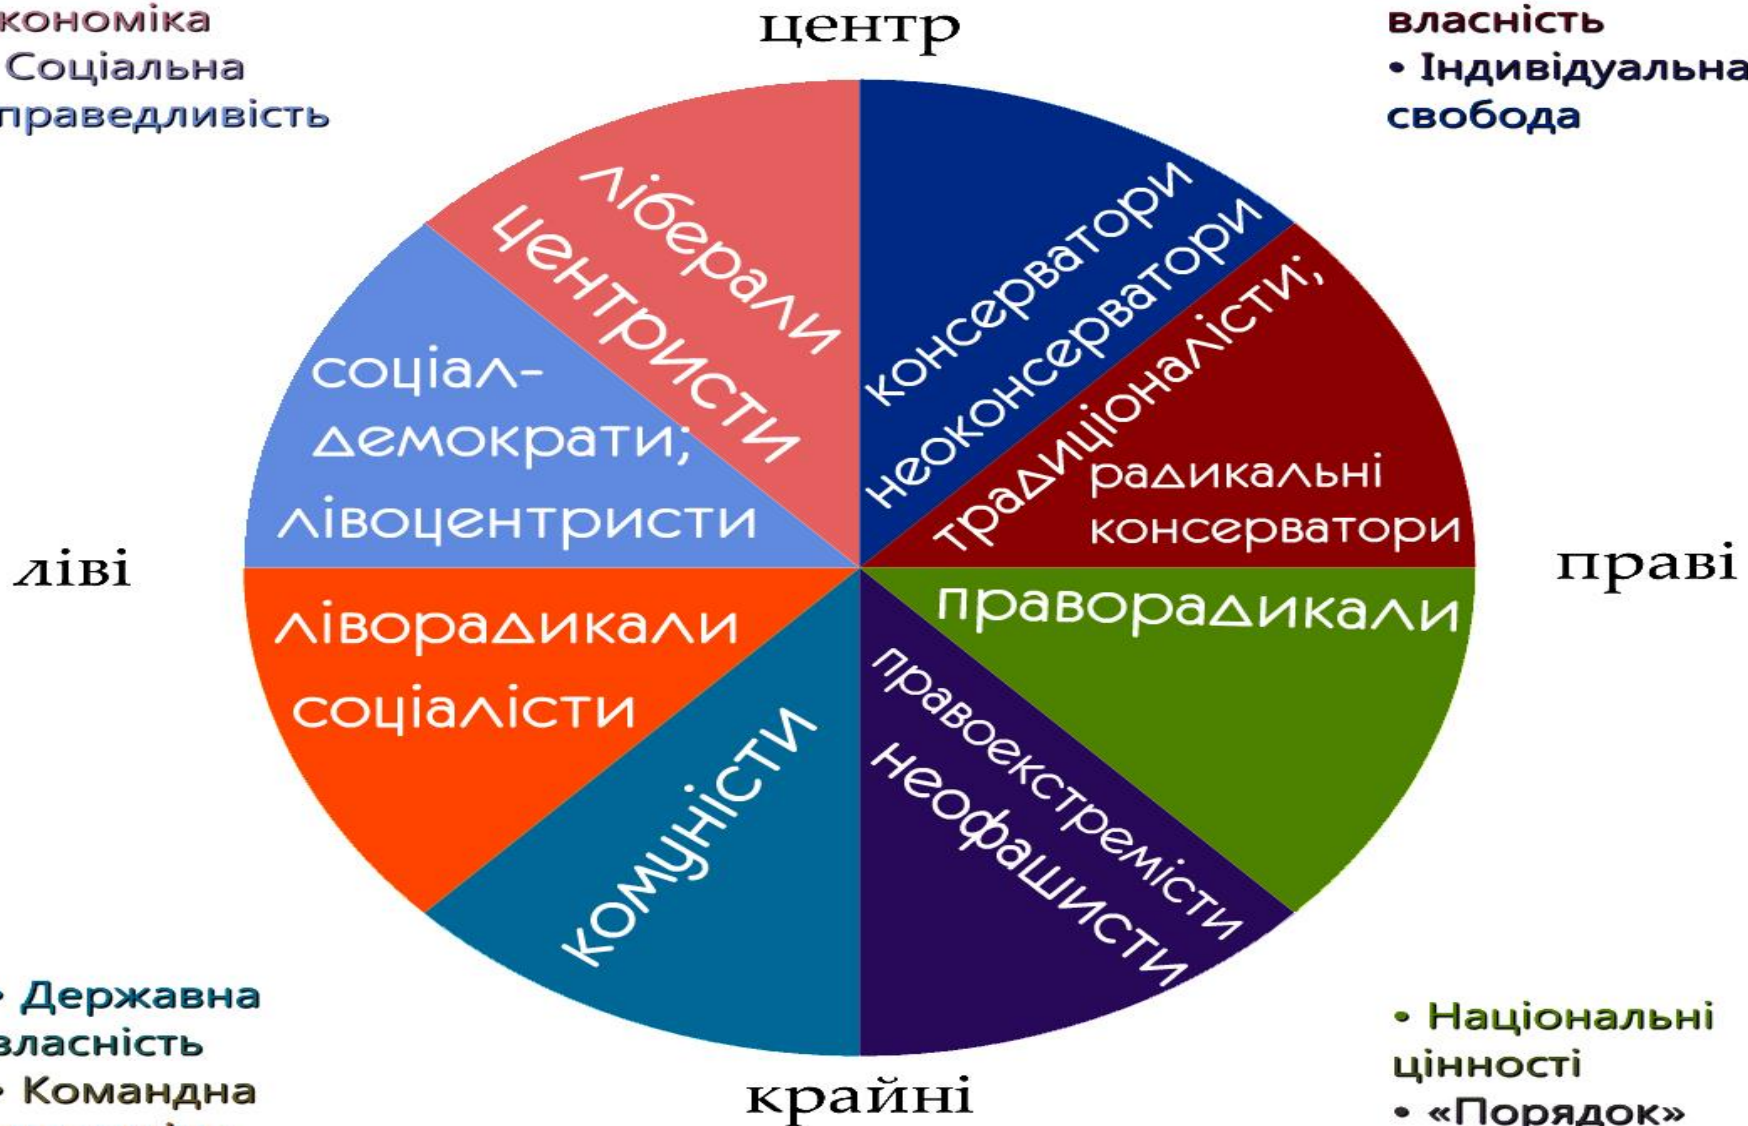 кономіка
Соціальна
праведливість
центр
власність
• Індивідуальна
свобода
ліберали
центристи
консерватори
неоконсерватори
соціал-
демократи;
лівоцентристи
традиціоналісти;
радикальні
консерватори
ліві
праві
ліворадикали
соціалісти
праворадикали
комуністи
правоекстремісти
неофашисти
• Державна
власність
• Командна
крайні
• Національні
цінності
• «Порядок»